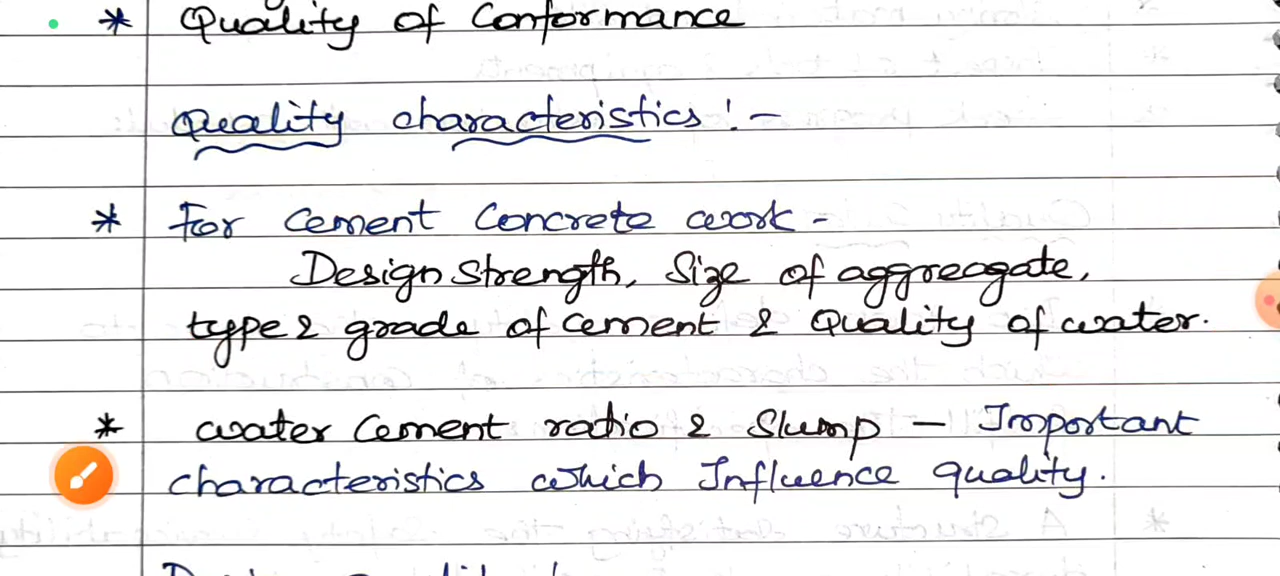 * Quality of Conformance
Quality characteristics :-
* For Cement Concrete work -
Design Strength, Size of aggreagate,
type & grade of Cement & Quality of water.
* water Cement ratio & Slump - Important
characteristics which Influence quality.